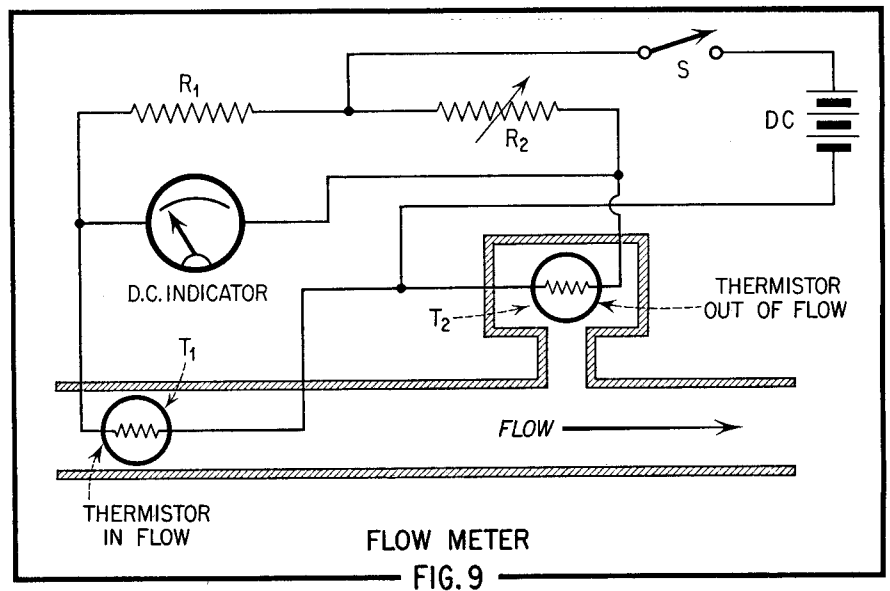 S
R1
R2
DC
D.C. INDICATOR
THERMISTOR
OUT OF FLOW
T2
T1
FLOW
THERMISTOR
IN FLOW
FLOW METER
FIG. 9